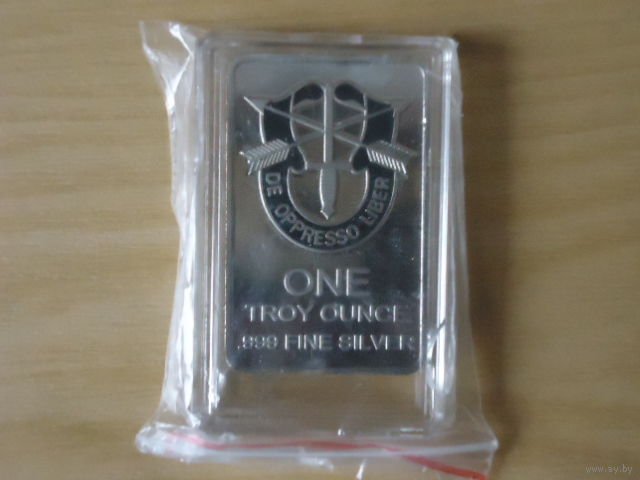 DE OPPRESSO LIBER
ONE
TROY OUNCE
.999 FINE SILVER
www.ay.by